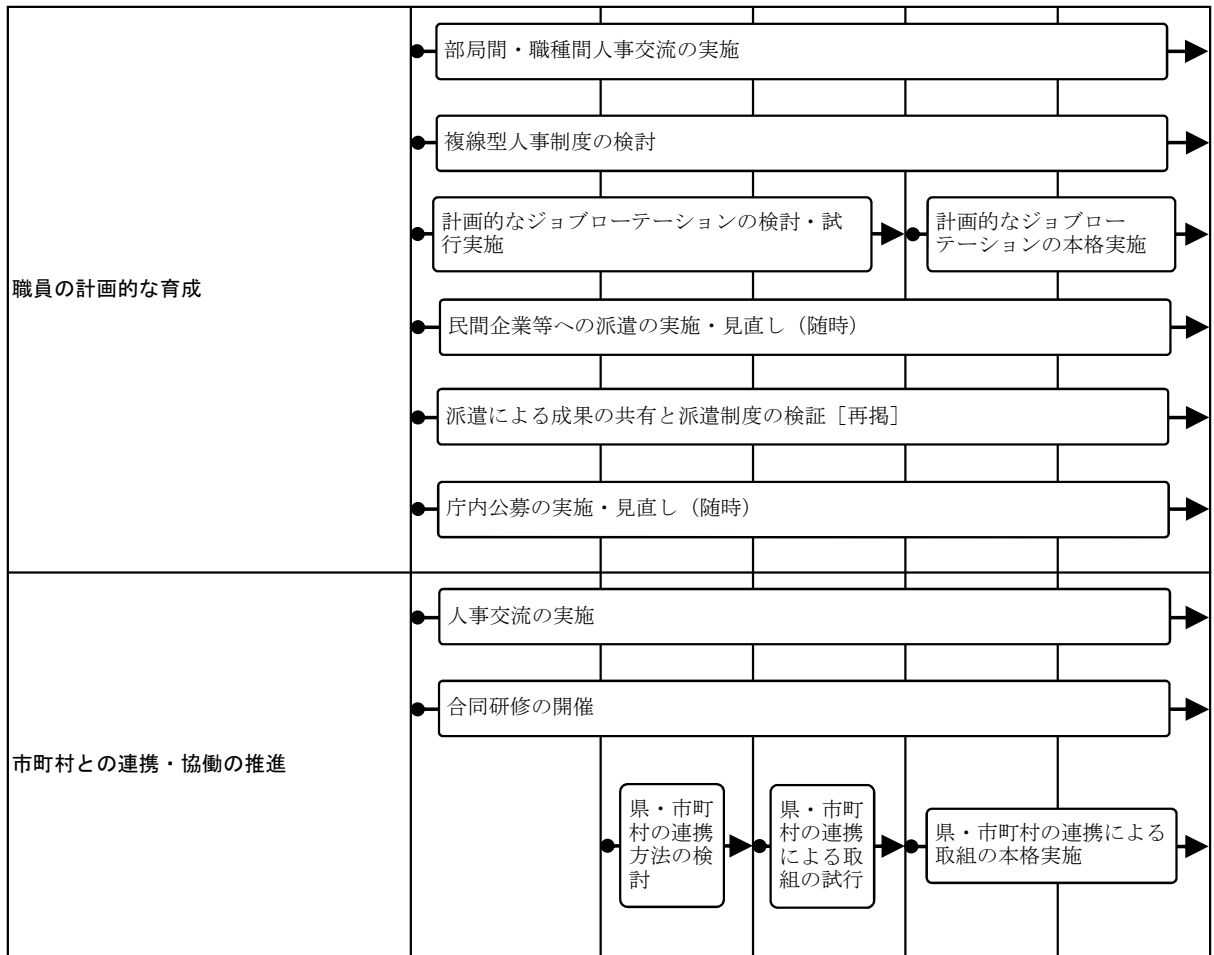 職員の計画的な育成
部局間・職種間人事交流の実施
複線型人事制度の検討
計画的なジョブローテーションの検討・試
行実施
計画的なジョブロー
テーションの本格実施
民間企業等への派遣の実施・見直し（随時）
派遣による成果の共有と派遣制度の検証［再掲］
庁内公募の実施・見直し（随時）
市町村との連携・協働の推進
人事交流の実施
合同研修の開催
県・市町
村の連携
方法の検
討
県・市町
村の連携
による取
組の試行
県・市町村の連携による
取組の本格実施